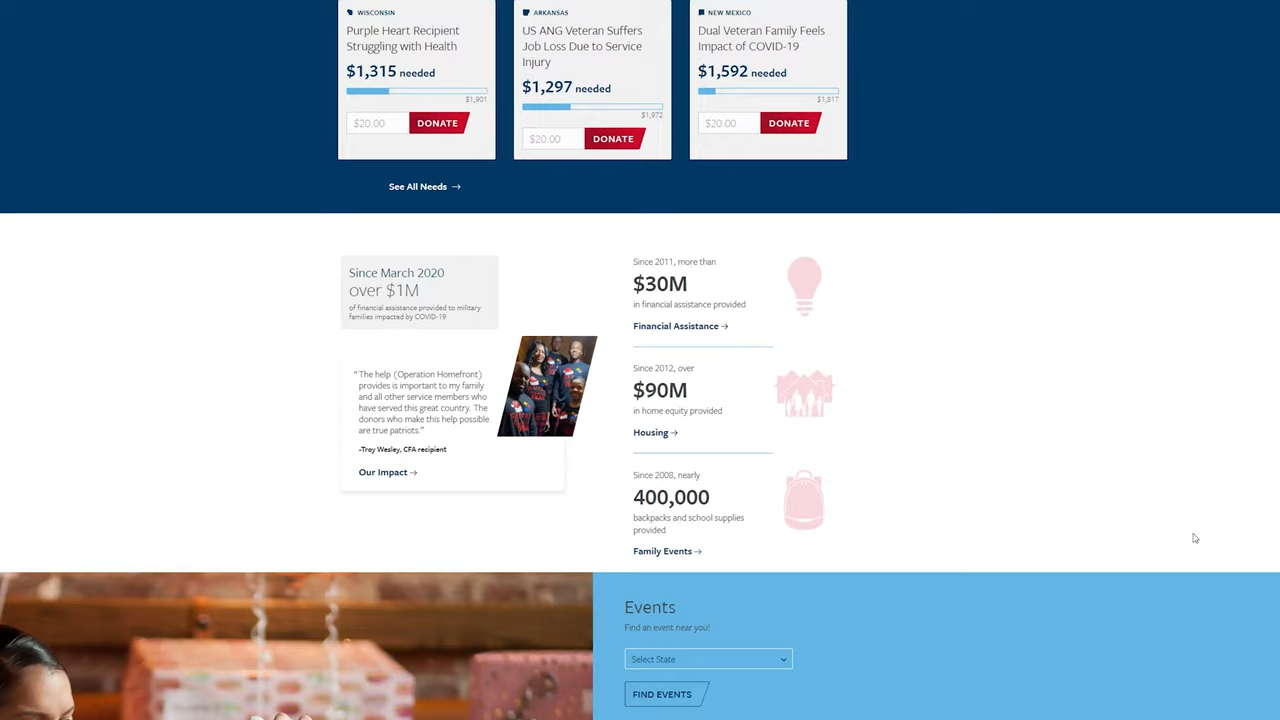 WISCONSIN
Purple Heart Recipient
Struggling with Health
$1,315 needed
$1,901
$20.00 DONATE
ARKANSAS
US ANG Veteran Suffers
Job Loss Due to Service
Injury
$1,297 needed
$1,972
$20.00 DONATE
NEW MEXICO
Dual Veteran Family Feels
Impact of COVID-19
$1,592 needed
$1,817
$20.00 DONATE
See All Needs →
Since March 2020
over $1M
of financial assistance provided to military
families impacted by COVID-19
“The help (Operation Homefront)
provides is important to my family
and all other service members who
have served this great country. The
donors who make this help possible
are true patriots.”
-Troy Wesley, CFA recipient
Our Impact →
Since 2011, more than
$30M
in financial assistance provided
Financial Assistance →
Since 2012, over
$90M
in home equity provided
Housing →
Since 2008, nearly
400,000
backpacks and school supplies
provided
Family Events →
Events
Find an event near you!
Select State
FIND EVENTS